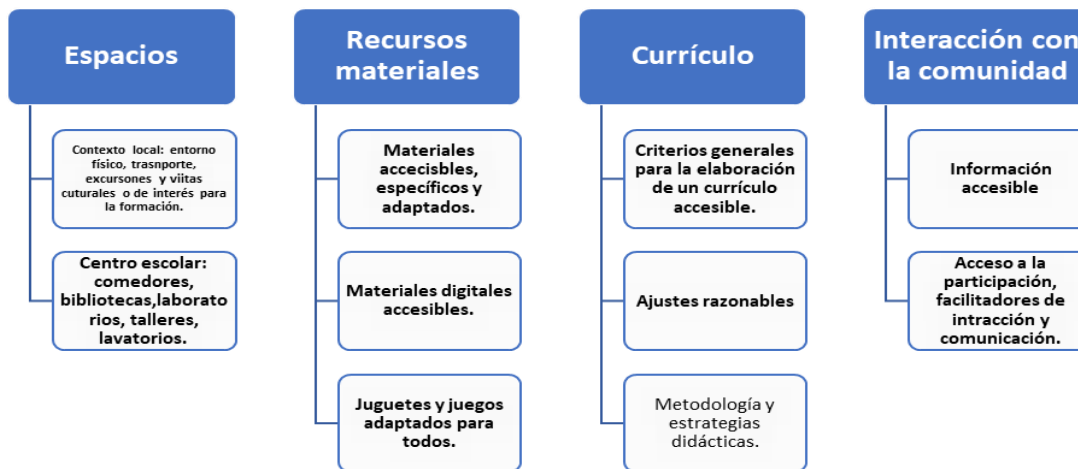 Espacios
Contexto local: entorno
físico, trasnporte,
excursones y viitas
cuturales o de interés para
la formación.
Centro escolar:
comedores,
bibliotecas,laborato
rios, talleres,
lavatorios.
Recursos
materiales
Materiales
accecisbles,
específicos y
adaptados.
Materiales digitales
accesibles.
Juguetes y juegos
adaptados para
todos.
Currículo
Criterios generales
para la elaboración
de un currículo
accesible.
Ajustes razonables
Metodología y
estrategias
didácticas.
Interacción con
la comunidad
Información
accesible
Acceso a la
participación,
facilitadores de
intracción y
comunicación.